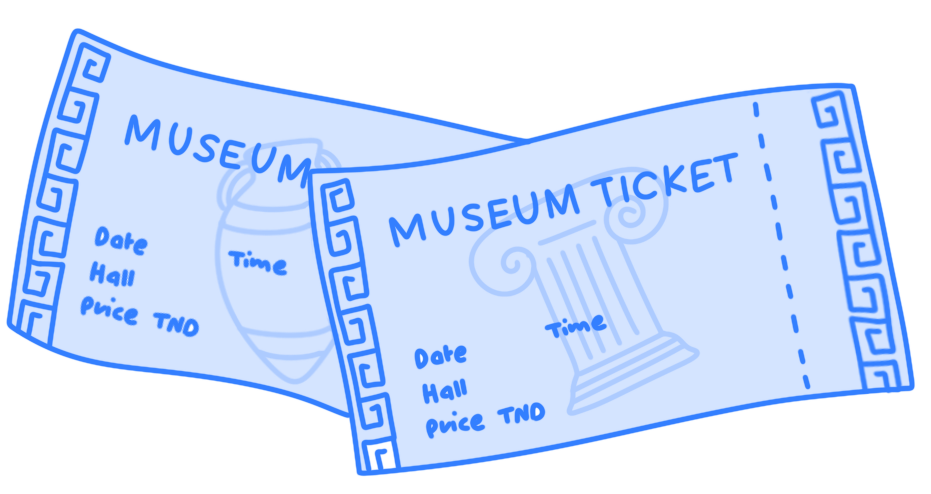 MUSEUM
Date
Time
Hall
Price TND
MUSEUM TICKET
Time
Date
Hall
Price TND